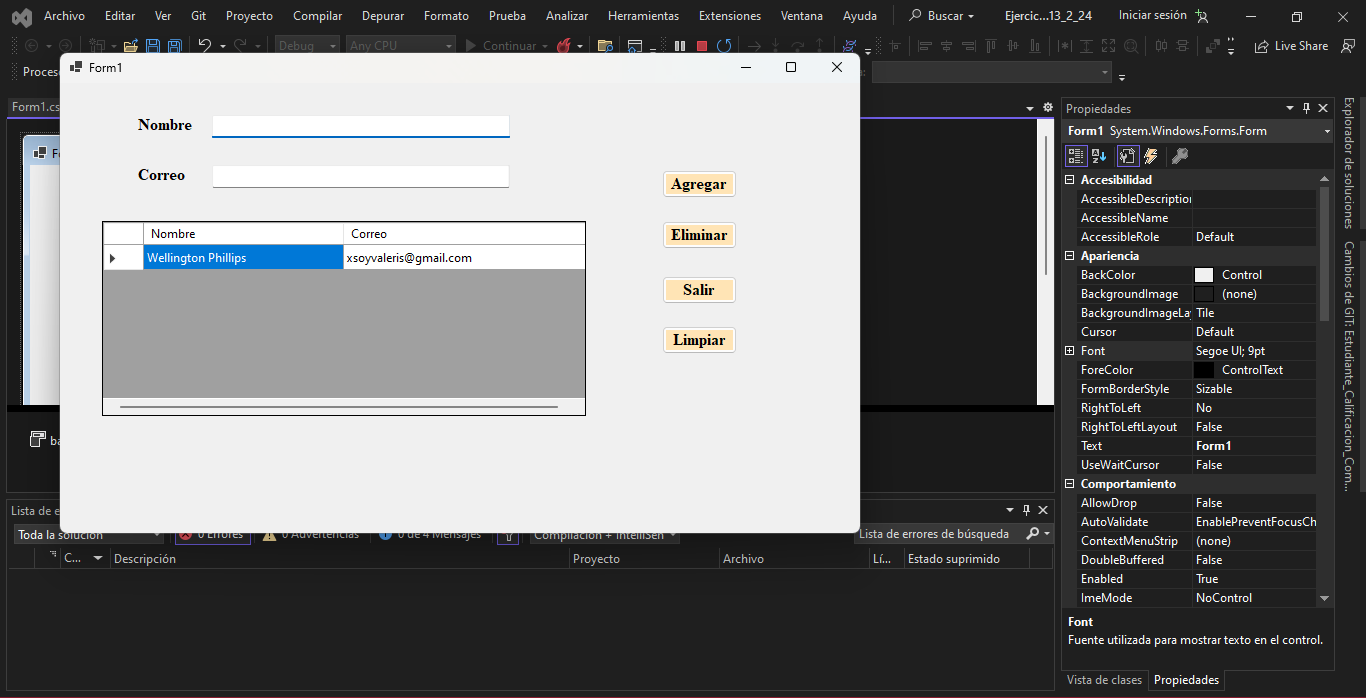 Archivo Editar Ver Git Proyecto Compilar Depurar Formato Prueba Analizar Herramientas Extensiones Ventana Ayuda Buscar Ejercic...13_2_24 Iniciar sesión
Debug Any CPU Continuar Live Share
Proces
Form1
Form1.cs
Nombre
Correo
Agregar
Eliminar
Salir
Limpiar
Nombre Correo
Wellington Phillips xsoyvaleris@gmail.com
Fo
ba
Lista de e
Toda la solución 0 Errores 0 Advertencias 0 de 4 Mensajes Compilación + IntelliSen Lista de errores de búsqueda
C... Descripción Proyecto Archivo Lí... Estado suprimido
Propiedades
Form1 System.Windows.Forms.Form
Accesibilidad
AccessibleDescription
AccessibleName
AccessibleRole Default
Apariencia
BackColor Control
BackgroundImage (none)
BackgroundImageLay Tile
Cursor Default
Font Segoe UI; 9pt
ForeColor ControlText
FormBorderStyle Sizable
RightToLeft No
RightToLeftLayout False
Text Form1
UseWaitCursor False
Comportamiento
AllowDrop False
AutoValidate EnablePreventFocusCh
ContextMenuStrip (none)
DoubleBuffered False
Enabled True
ImeMode NoControl
Font
Fuente utilizada para mostrar texto en el control.
Vista de clases Propiedades
Explorador de soluciones
Cambios de GIT: Estudiante_Calificacion_Com...